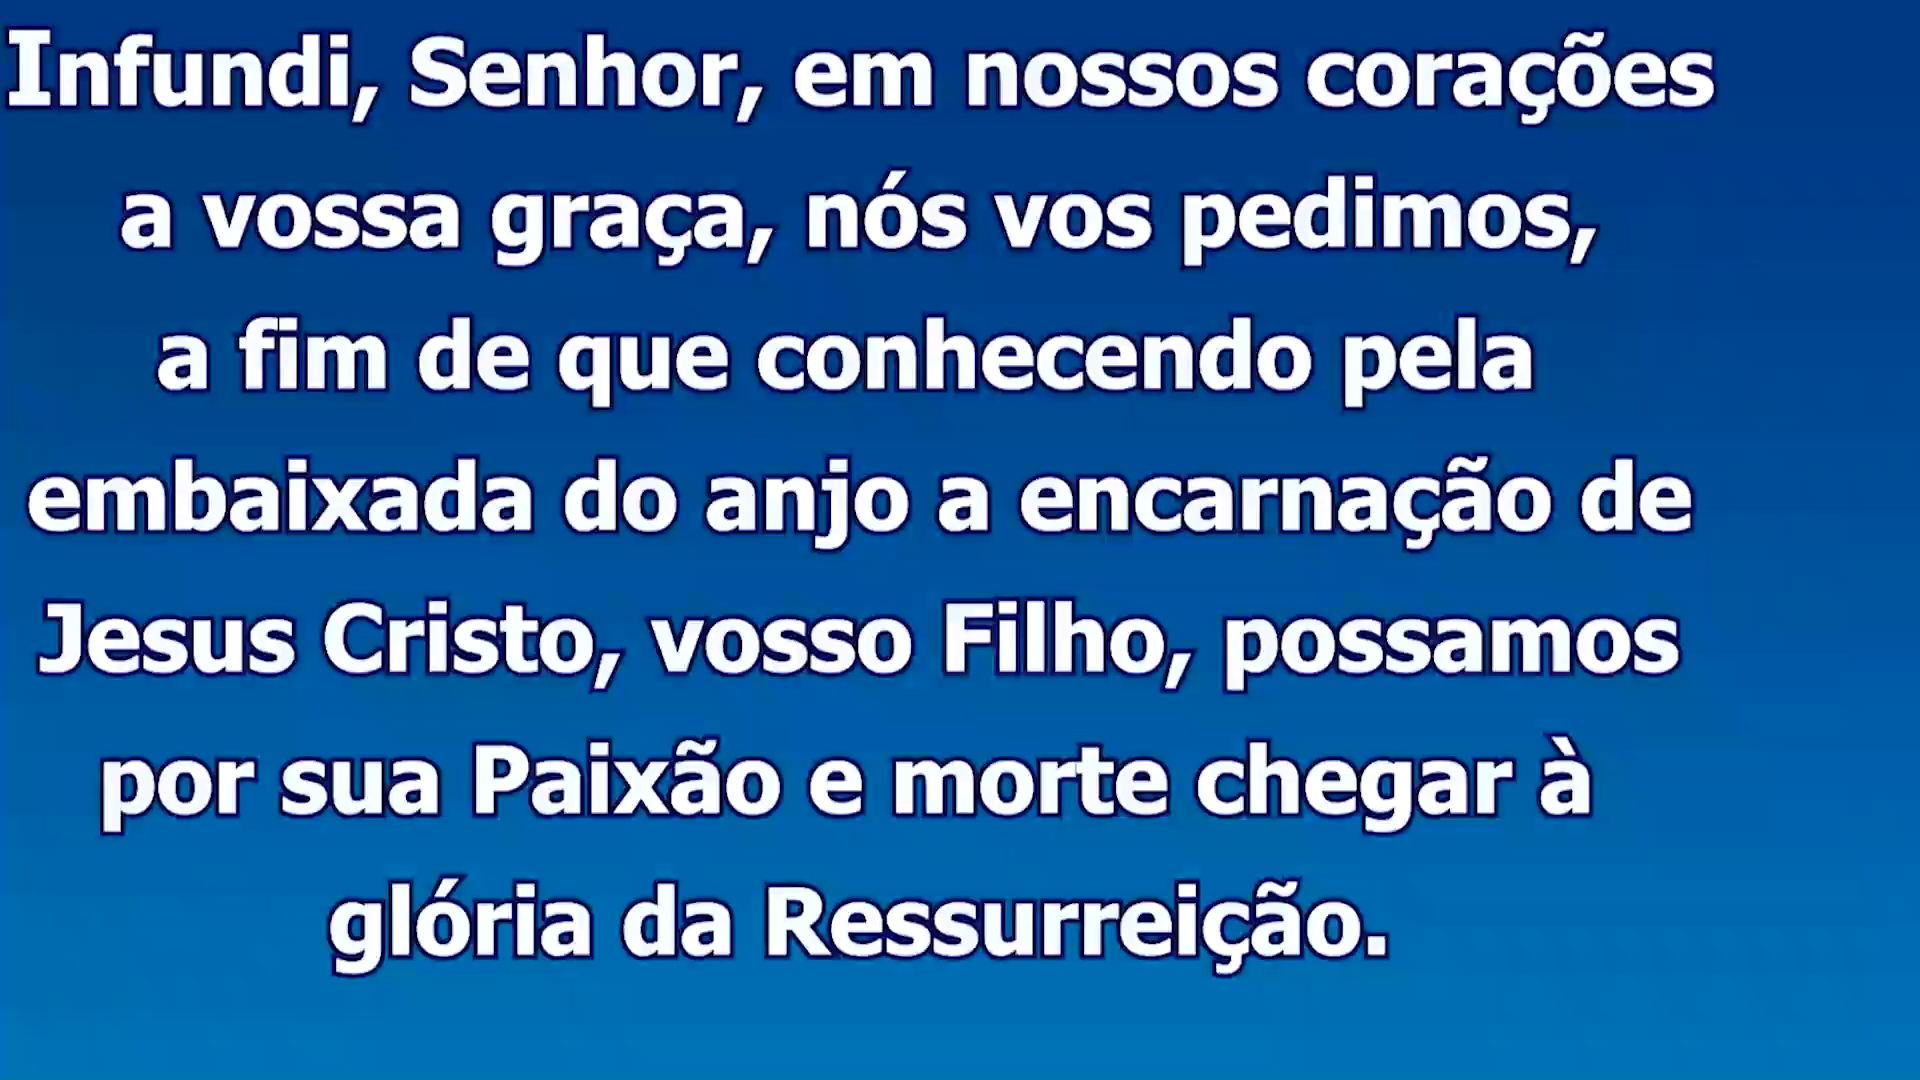 Infundi, Senhor, em nossos corações
a vossa graça, nós vos pedimos,
a fim de que conhecendo pela
embaixada do anjo a encarnação de
Jesus Cristo, vosso Filho, possamos
por sua Paixão e morte chegar à
glória da Ressurreição.